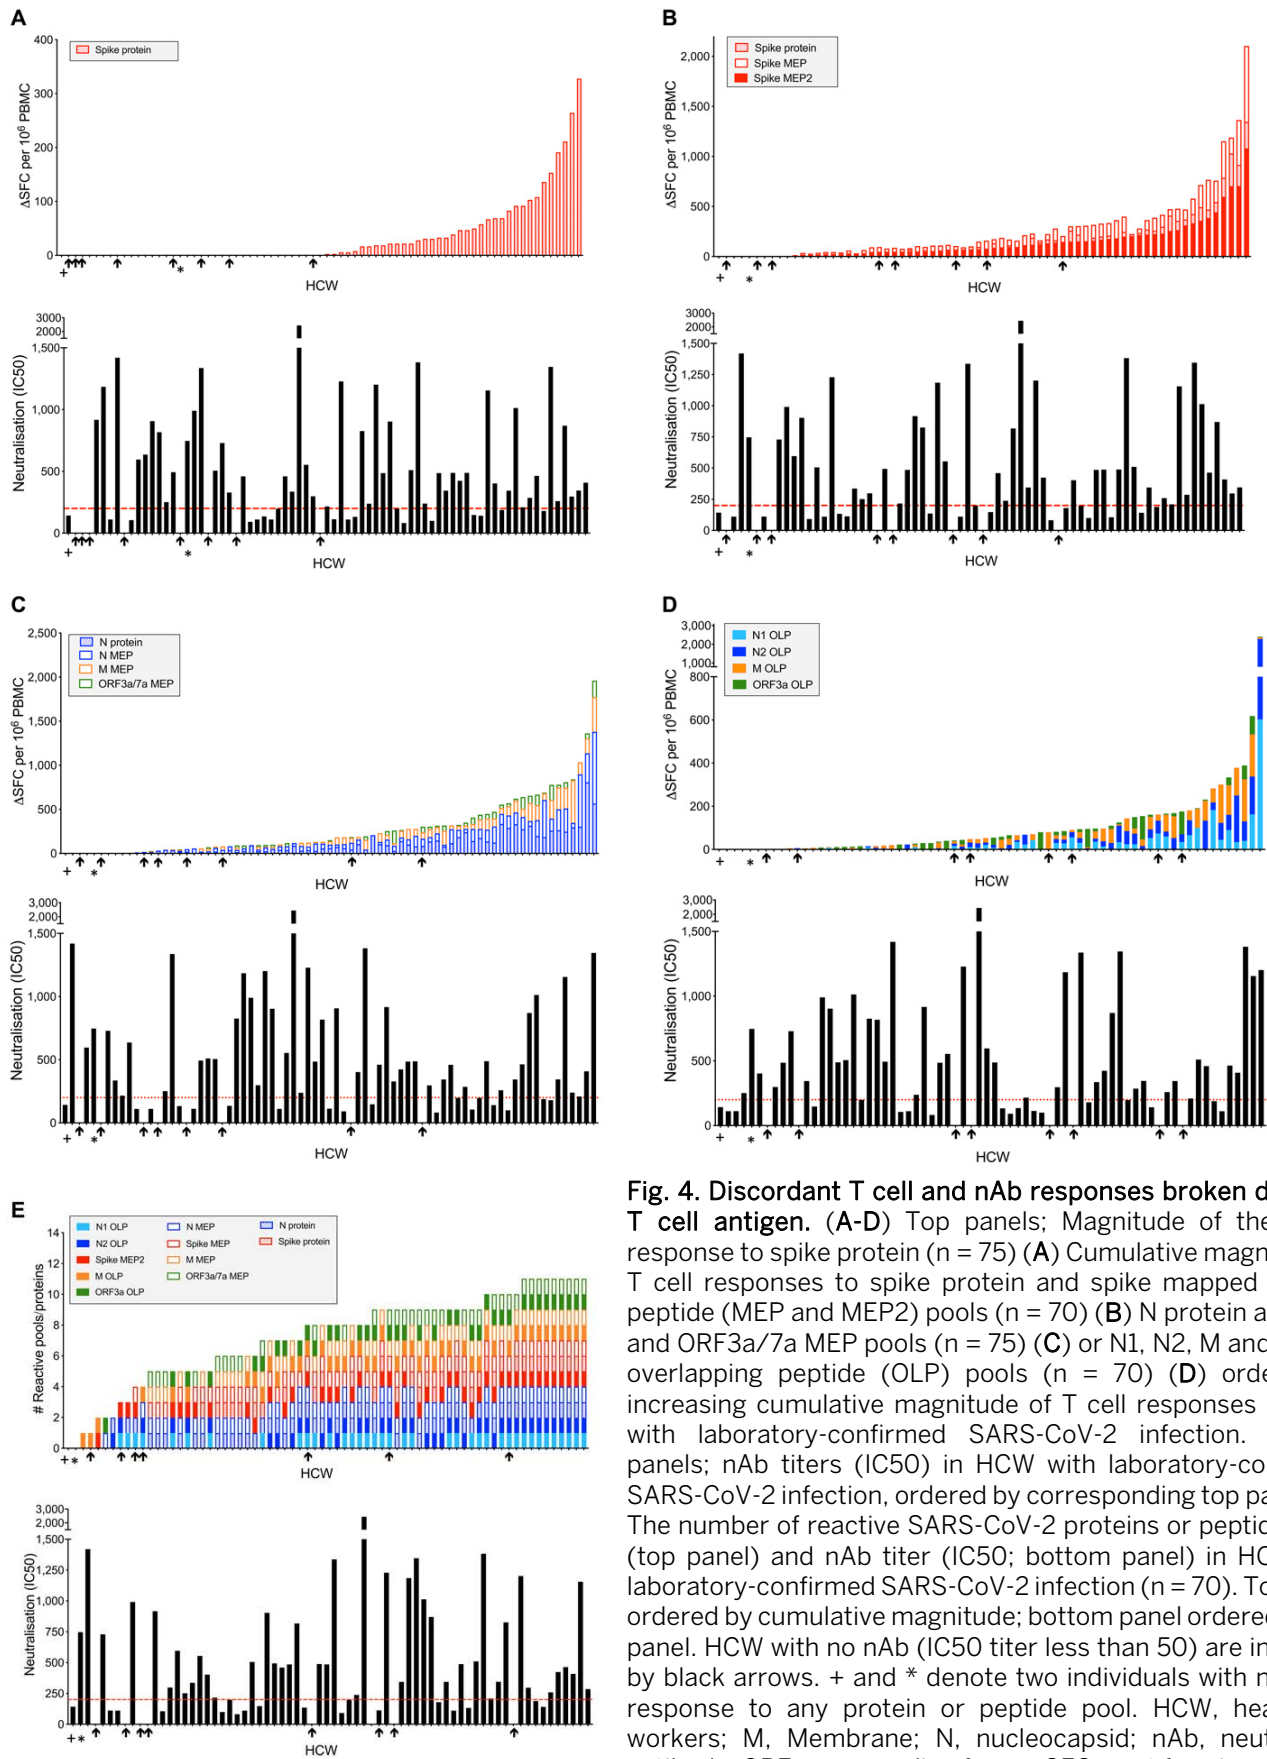 A
400
300
200
100
0
ΔSFC per 10⁶ PBMC
Spike protein
+
*
HCW
3000
2000
1,500
1,000
500
0
Neutralisation (IC50)
+
*
HCW
B
2,000
1,500
1,000
500
0
ΔSFC per 10⁶ PBMC
Spike protein
Spike MEP
Spike MEP2
+
*
HCW
3000
2000
1,500
1,250
1,000
750
500
250
0
Neutralisation (IC50)
+
*
HCW
C
2,500
2,000
1,500
1,000
500
0
ΔSFC per 10⁶ PBMC
N protein
N MEP
M MEP
ORF3a/7a MEP
+
*
HCW
3,000
2,000
1,500
1,000
500
0
Neutralisation (IC50)
+
*
HCW
D
3,000
2,000
1,000
800
600
400
200
0
ΔSFC per 10⁶ PBMC
N1 OLP
N2 OLP
M OLP
ORF3a OLP
+
*
HCW
3,000
2,000
1,500
1,000
500
0
Neutralisation (IC50)
+
*
HCW
E
14
12
10
8
6
4
2
0
# Reactive pools/proteins
N1 OLP N MEP N protein
N2 OLP Spike MEP Spike protein
Spike MEP2 M MEP
M OLP ORF3a/7a MEP
ORF3a OLP
+ *
HCW
3,000
2,000
1,500
1,250
1,000
750
500
250
0
Neutralisation (IC50)
+ *
HCW
Fig. 4. Discordant T cell and nAb responses broken d
T cell antigen. (A-D) Top panels; Magnitude of the
response to spike protein (n = 75) (A) Cumulative magn
T cell responses to spike protein and spike mapped
peptide (MEP and MEP2) pools (n = 70) (B) N protein a
and ORF3a/7a MEP pools (n = 75) (C) or N1, N2, M and
overlapping peptide (OLP) pools (n = 70) (D) orde
increasing cumulative magnitude of T cell responses
with laboratory-confirmed SARS-CoV-2 infection.
panels; nAb titers (IC50) in HCW with laboratory-co
SARS-CoV-2 infection, ordered by corresponding top pa
The number of reactive SARS-CoV-2 proteins or peptid
(top panel) and nAb titer (IC50; bottom panel) in HC
laboratory-confirmed SARS-CoV-2 infection (n = 70). To
ordered by cumulative magnitude; bottom panel ordered
panel. HCW with no nAb (IC50 titer less than 50) are in
by black arrows. + and * denote two individuals with n
response to any protein or peptide pool. HCW, hea
workers; M, Membrane; N, nucleocapsid; nAb, neut